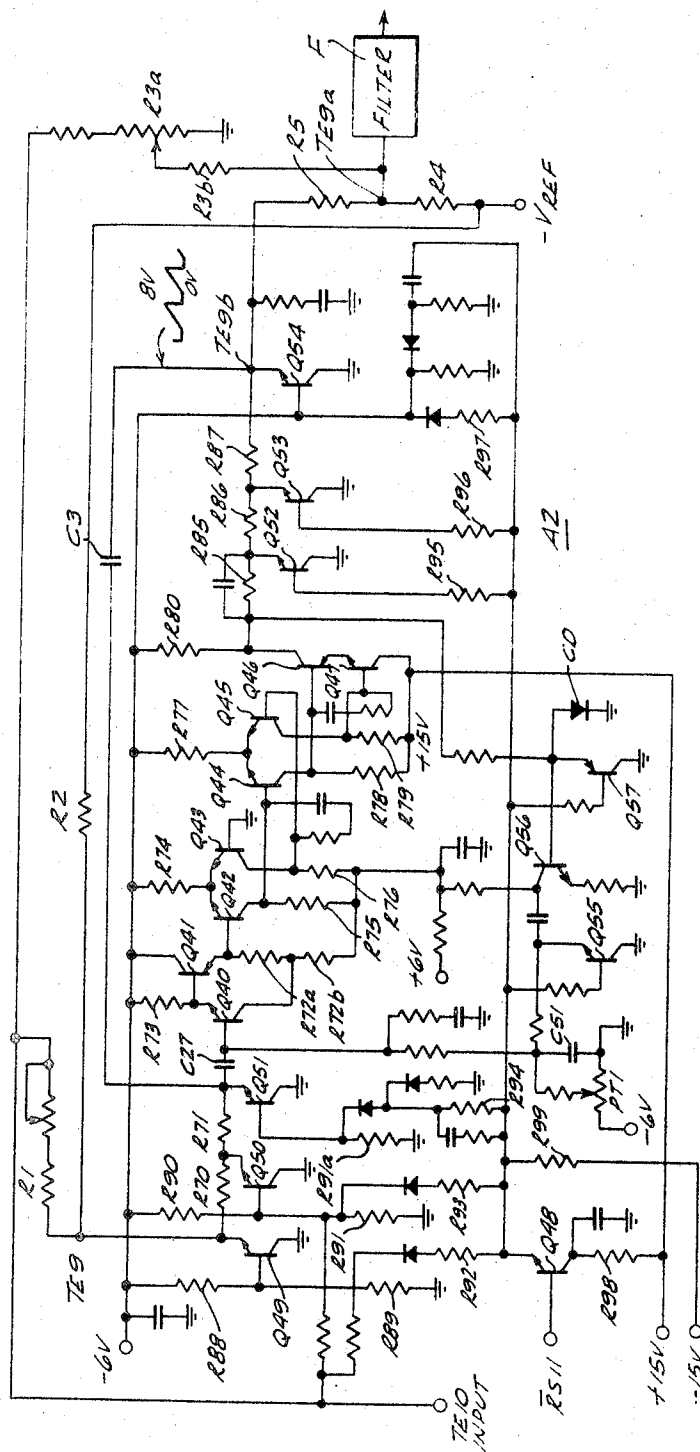 R1
R2
C3
R3a
R3b
F
FILTER
R5
TE9a
R4
-VREF
TE9
TE9b
8V
0V
-6V
R88
R90
R70
R71
C27
R73
Q41
R74
Q43
R77
Q45
R80
R85
R86
R87
Q49
Q50
Q51
Q40
Q42
Q44
Q46
Q47
Q52
Q53
Q54
R89
R91
R91a
R72a
R72b
R75
R76
R78
R79
+15V
R92
R93
R94
+6V
R95
R96
R97
A2
TE10
INPUT
RS11
Q48
R98
R99
PT1
-6V
C51
Q55
Q56
Q57
CD
+15V
-15V